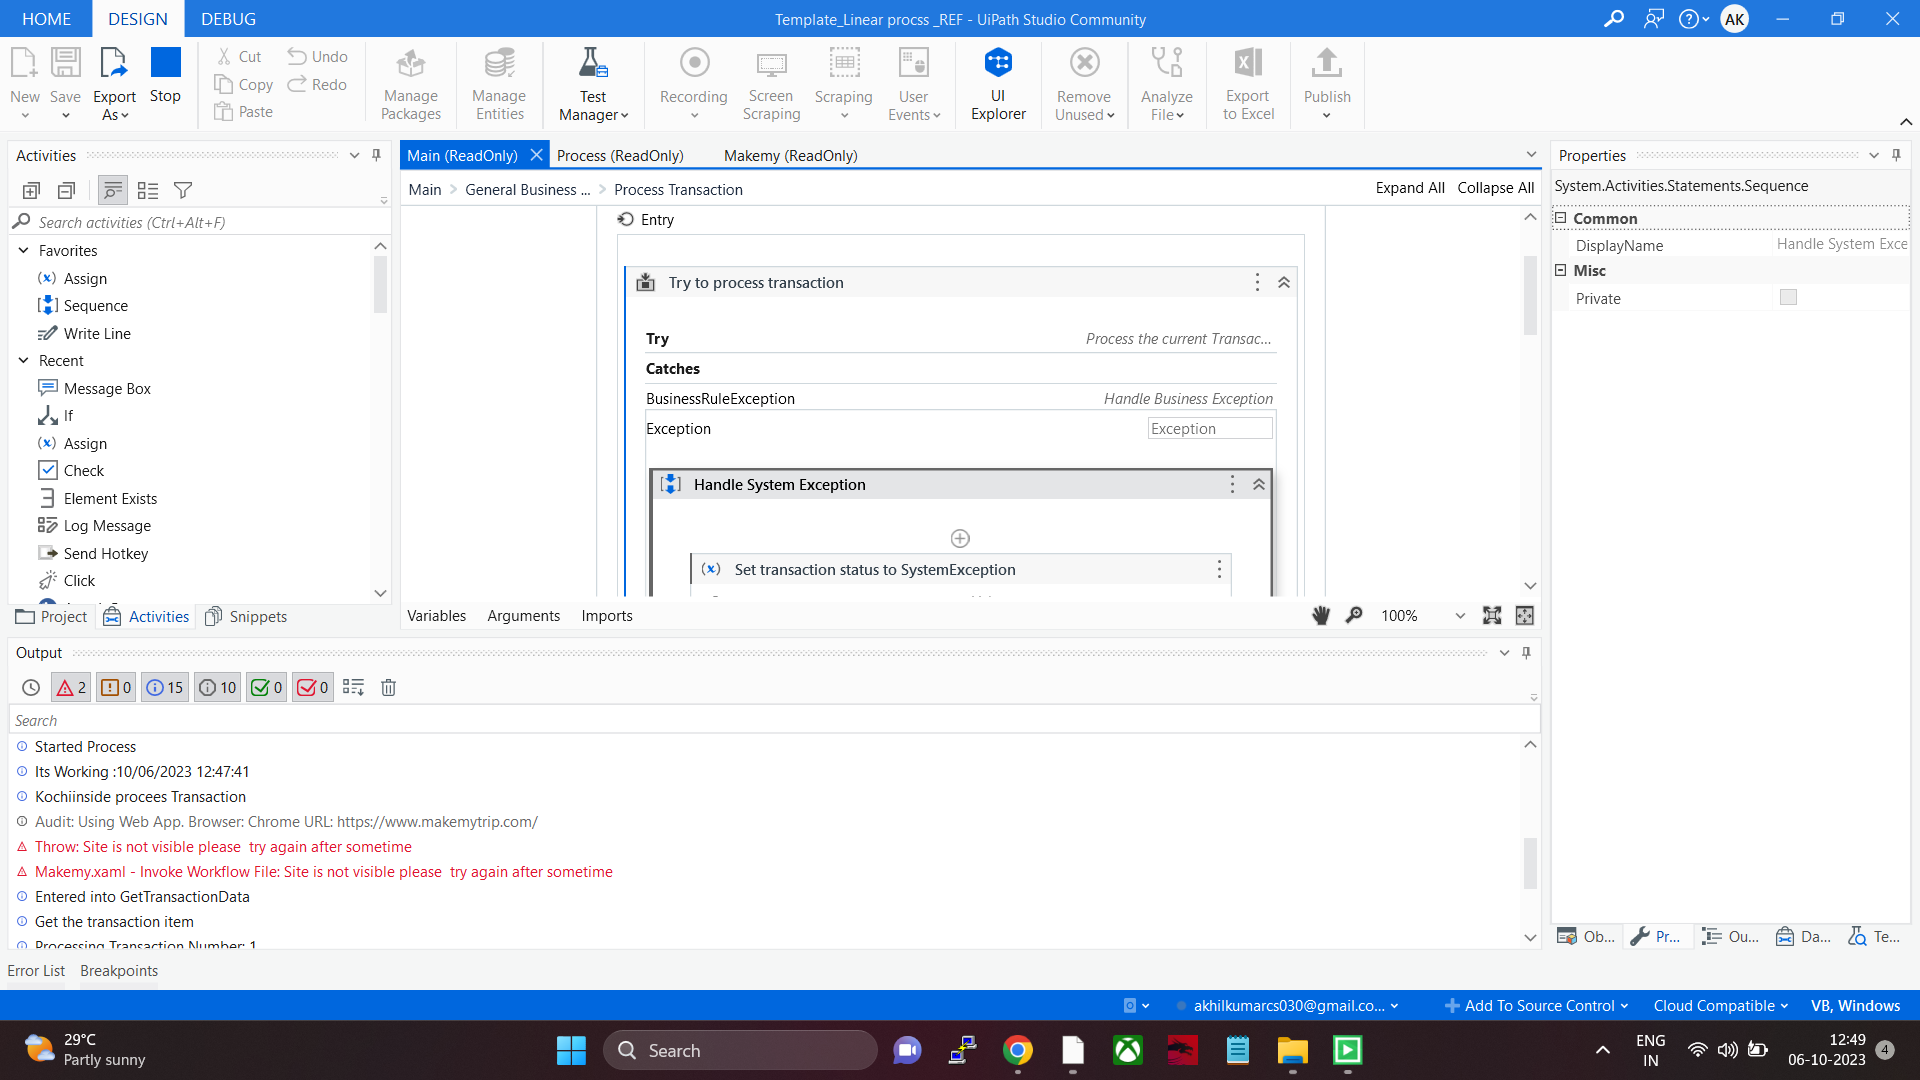 HOME
DESIGN
DEBUG
Template_Linear procss _REF - UiPath Studio Community
AK
New
Save
Export As
Stop
Cut
Copy
Paste
Undo
Redo
Manage Packages
Manage Entities
Test Manager
Recording
Screen Scraping
Scraping
User Events
UI Explorer
Remove Unused
Analyze File
Export to Excel
Publish
Activities
Search activities (Ctrl+Alt+F)
Favorites
Assign
Sequence
Write Line
Recent
Message Box
If
Assign
Check
Element Exists
Log Message
Send Hotkey
Click
Project
Activities
Snippets
Main (ReadOnly)
Process (ReadOnly)
Makemy (ReadOnly)
Main > General Business ... > Process Transaction
Expand All
Collapse All
Entry
Try to process transaction
Try
Process the current Transac...
Catches
BusinessRuleException
Handle Business Exception
Exception
Exception
Handle System Exception
Set transaction status to SystemException
Variables
Arguments
Imports
100%
Properties
System.Activities.Statements.Sequence
Common
DisplayName
Handle System Exce
Misc
Private
Ob...
Pr...
Ou...
Da...
Te...
Output
2
0
15
10
0
0
Search
Started Process
Its Working :10/06/2023 12:47:41
Kochiinside procees Transaction
Audit: Using Web App. Browser: Chrome URL: https://www.makemytrip.com/
Throw: Site is not visible please  try again after sometime
Makemy.xaml - Invoke Workflow File: Site is not visible please  try again after sometime
Entered into GetTransactionData
Get the transaction item
Processing Transaction Number: 1
Error List
Breakpoints
akhilkumarcs030@gmail.co...
Add To Source Control
Cloud Compatible
VB, Windows
29°C
Partly sunny
Search
ENG
IN
12:49
06-10-2023
4